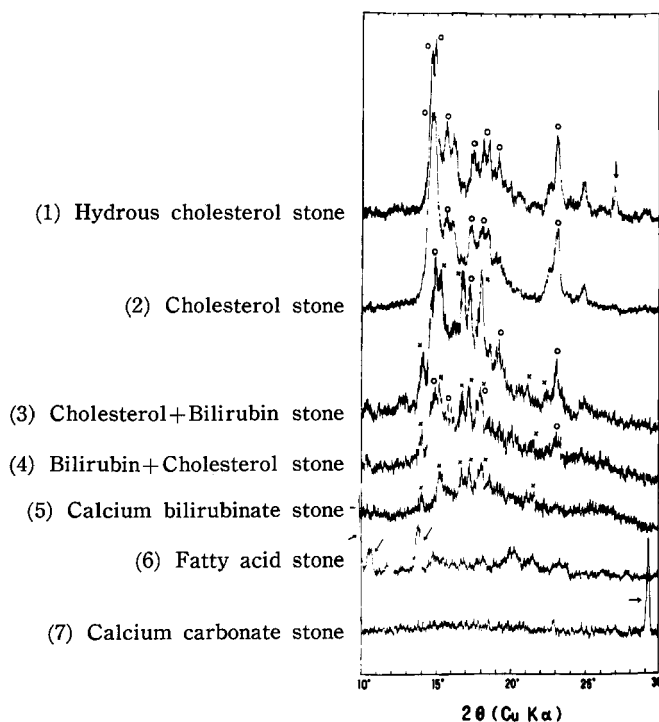 (1) Hydrous cholesterol stone
(2) Cholesterol stone
(3) Cholesterol+Bilirubin stone
(4) Bilirubin+Cholesterol stone
(5) Calcium bilirubinate stone
(6) Fatty acid stone
(7) Calcium carbonate stone
10° 15° 20° 25° 30
2θ (Cu Kα)